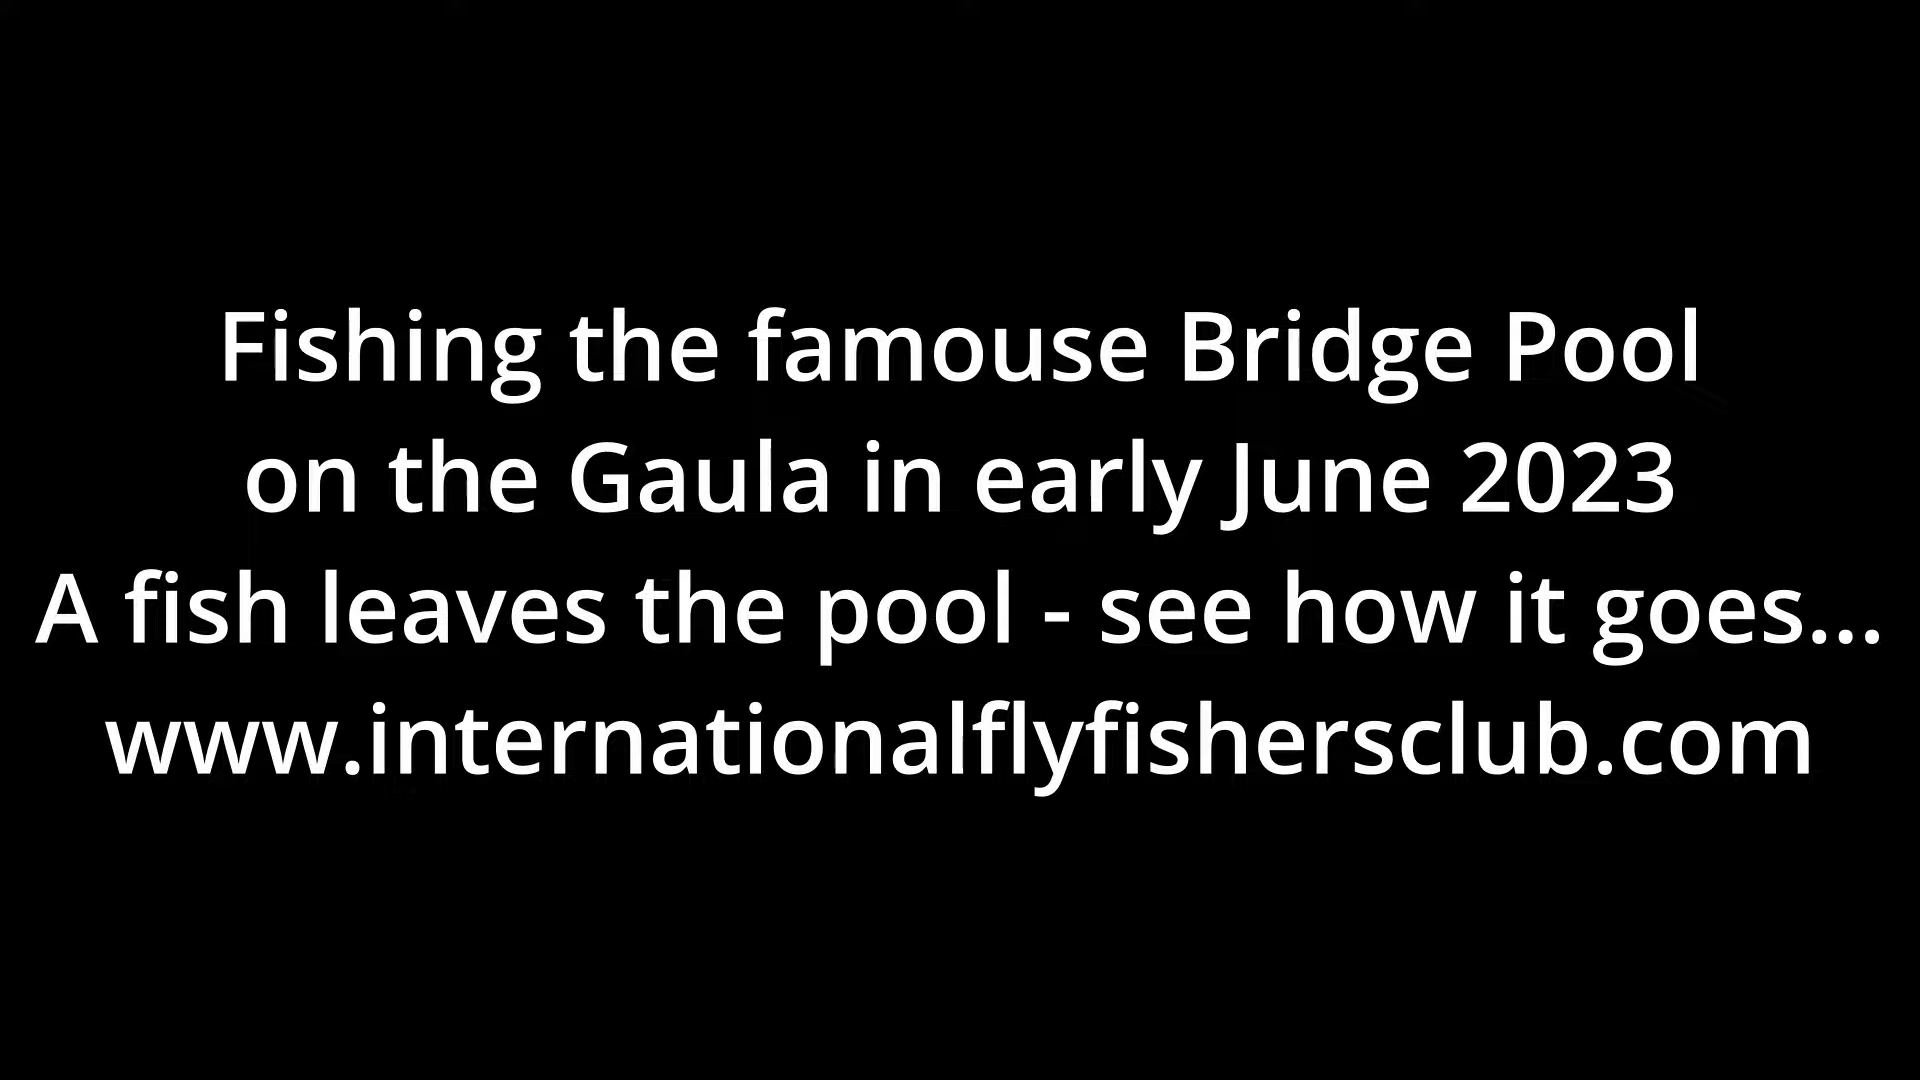 Fishing the famouse Bridge Pool
on the Gaula in early June 2023
A fish leaves the pool - see how it goes...
www.internationalflyfishersclub.com